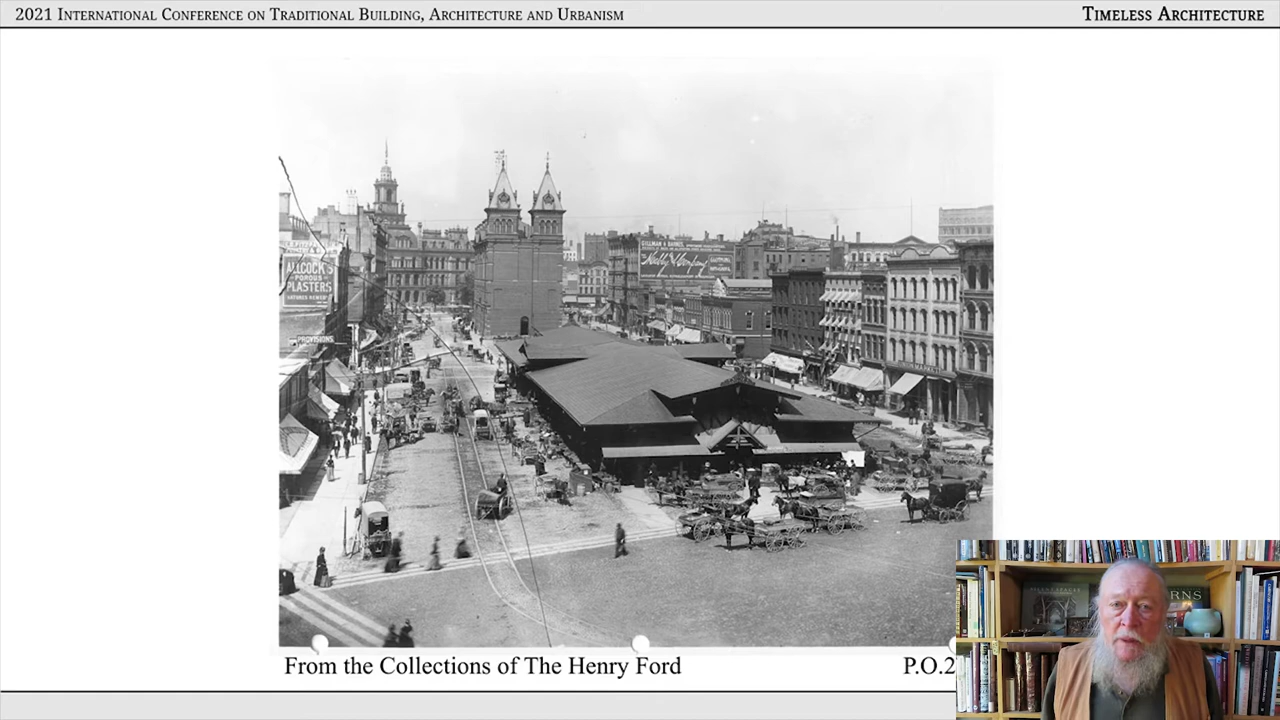 2021 International Conference on Traditional Building, Architecture and Urbanism
Timeless Architecture
ALLCOCK'S
POROUS
PLASTERS
PROVISIONS
From the Collections of The Henry Ford
P.O.2
RNS